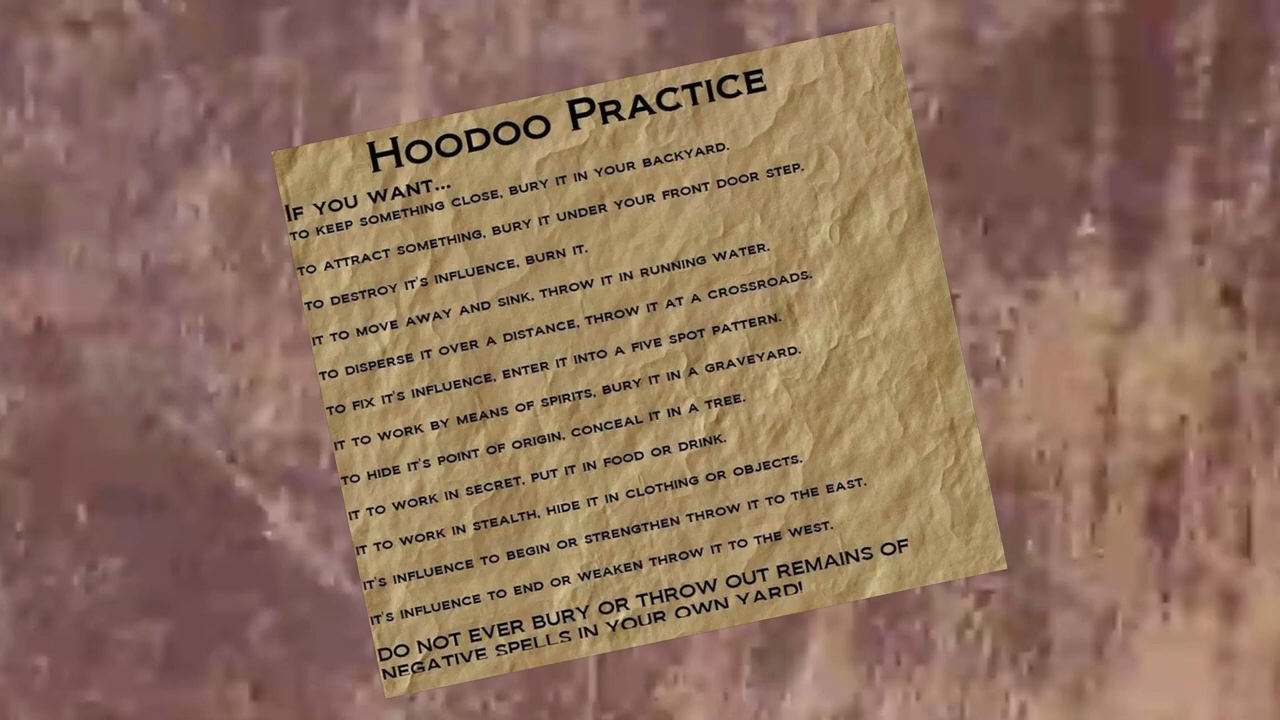 Hoodoo Practice
If you want...
to keep something close, bury it in your backyard.
to attract something, bury it under your front door step.
to destroy it's influence, burn it.
it to move away and sink, throw it in running water.
to disperse it over a distance, throw it at a crossroads.
to fix it's influence, enter it into a five spot pattern.
it to work by means of spirits, bury it in a graveyard.
to hide it's point of origin, conceal it in a tree.
it to work in secret, put it in food or drink.
it to work in stealth, hide it in clothing or objects.
it's influence to begin or strengthen throw it to the east.
it's influence to end or weaken throw it to the west.
DO NOT EVER BURY OR THROW OUT REMAINS OF
NEGATIVE SPELLS IN YOUR OWN YARD!